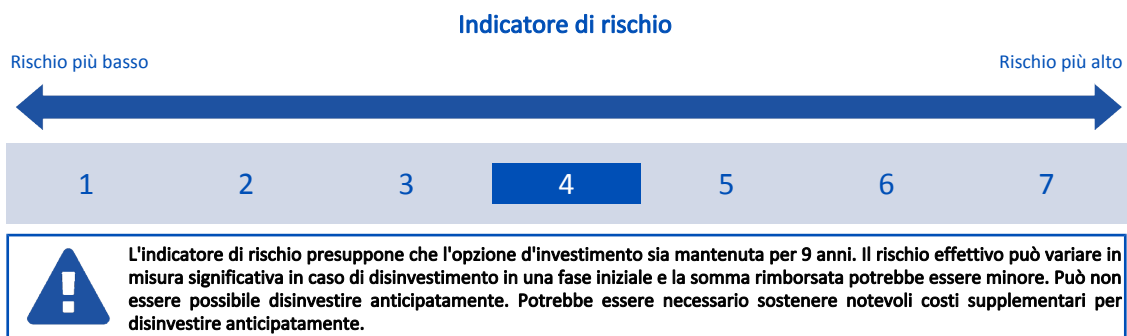 Indicatore di rischio
Rischio più basso Rischio più alto
1 2 3 4 5 6 7
L'indicatore di rischio presuppone che l'opzione d'investimento sia mantenuta per 9 anni. Il rischio effettivo può variare in
misura significativa in caso di disinvestimento in una fase iniziale e la somma rimborsata potrebbe essere minore. Può non
essere possibile disinvestire anticipatamente. Potrebbe essere necessario sostenere notevoli costi supplementari per
disinvestire anticipatamente.